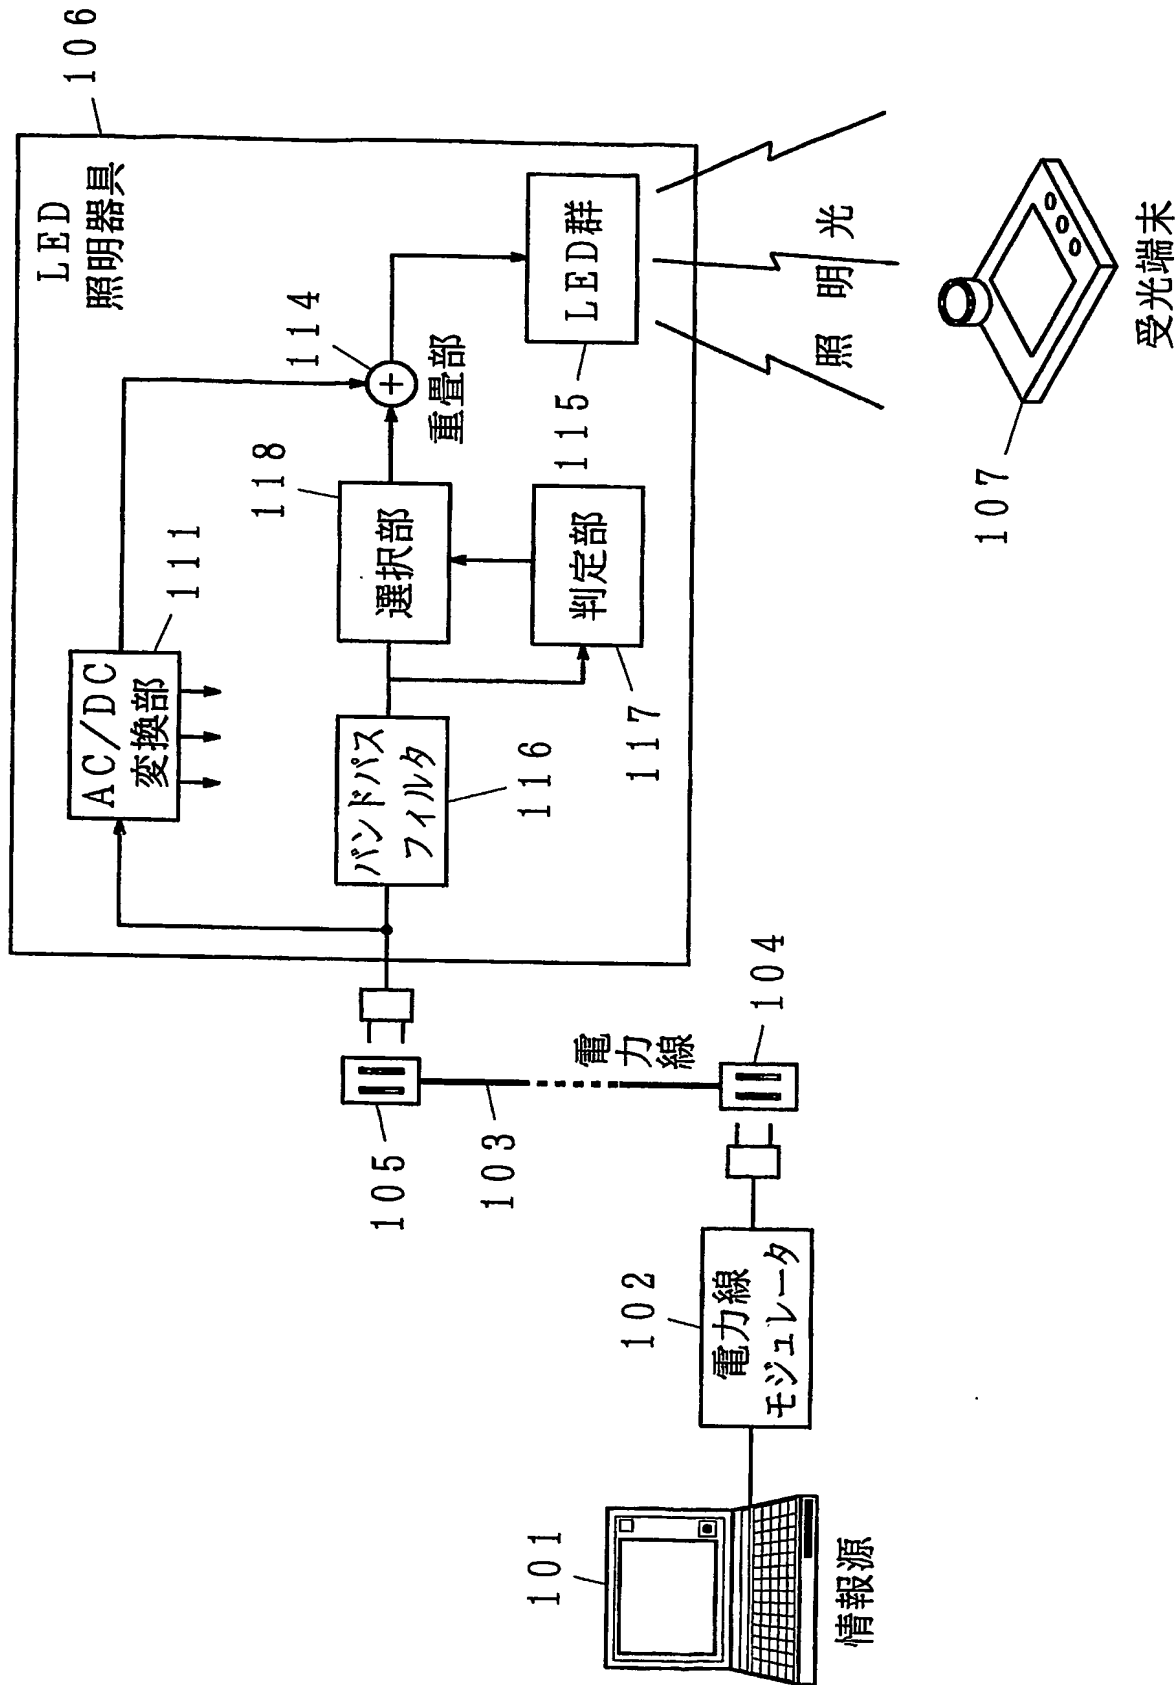 106
LED
照明器具
114
118
111
AC/DC
変換部
重畳部
LED群
115
選択部
判定部
117
バンドパス
フィルタ
116
照明光
107
受光端末
105
103
電力線
104
102
電力線
モジュレータ
101
情報源